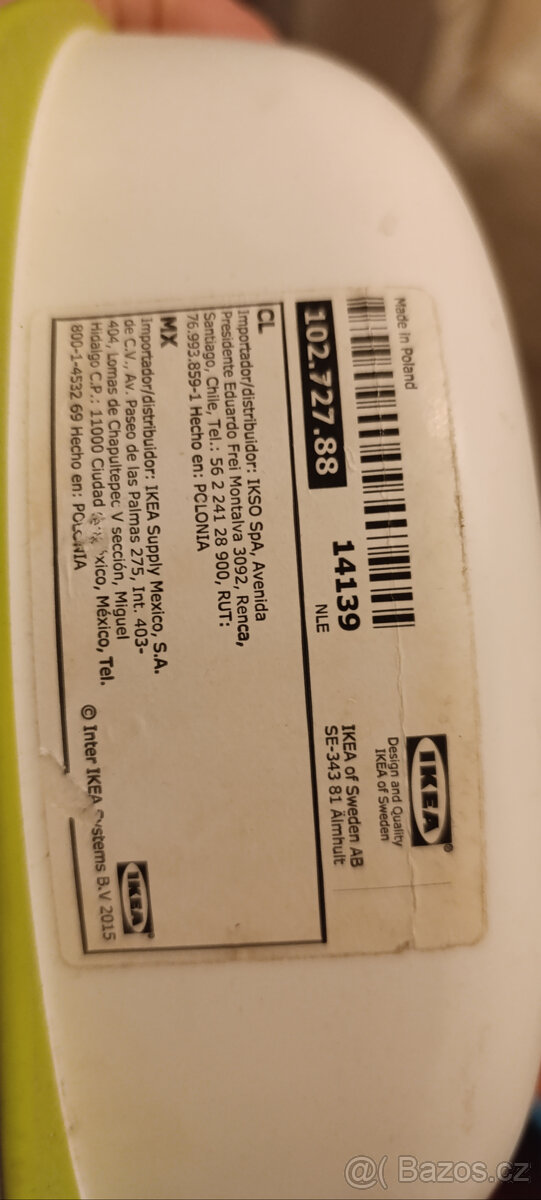 Made in Poland
102.727.88
14139
NLE
IKEA®
Design and Quality
IKEA of Sweden
IKEA of Sweden AB
SE-343 81 Älmhult
CL
Importador/distribuidor: IKSO SpA, Avenida
Presidente Eduardo Frei Montalva 3092, Renca,
Santiago, Chile, Tel.: 56 2 241 28 900, RUT:
76.993.859-1 Hecho en: POLONIA
MX
Importador/distribuidor: IKEA Supply Mexico, S.A.
de C.V., Av. Paseo de las Palmas 275, Int. 403-
404, Lomas de Chapultepec V sección, Miguel
Hidalgo C.P.: 11000 Ciudad México, México, Tel.
800-1-4532 69 Hecho en: POLONIA
IKEA®
© Inter IKEA Systems B.V 2015
@( Bazos.cz